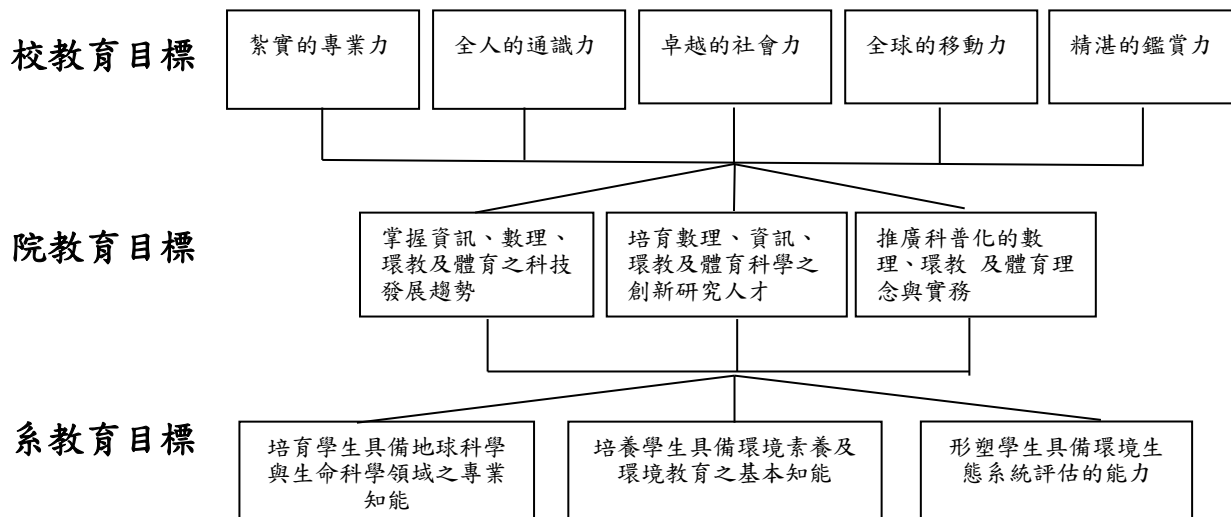 校教育目標
紮實的專業力
全人的通識力
卓越的社會力
全球的移動力
精湛的鑑賞力
院教育目標
掌握資訊、數理、
環教及體育之科技
發展趨勢
培育數理、資訊、
環教及體育科學之
創新研究人才
推廣科普化的數
理、環教 及體育理
念與實務
系教育目標
培育學生具備地球科學
與生命科學領域之專業
知能
培養學生具備環境素養及
環境教育之基本知能
形塑學生具備環境生
態系統評估的能力